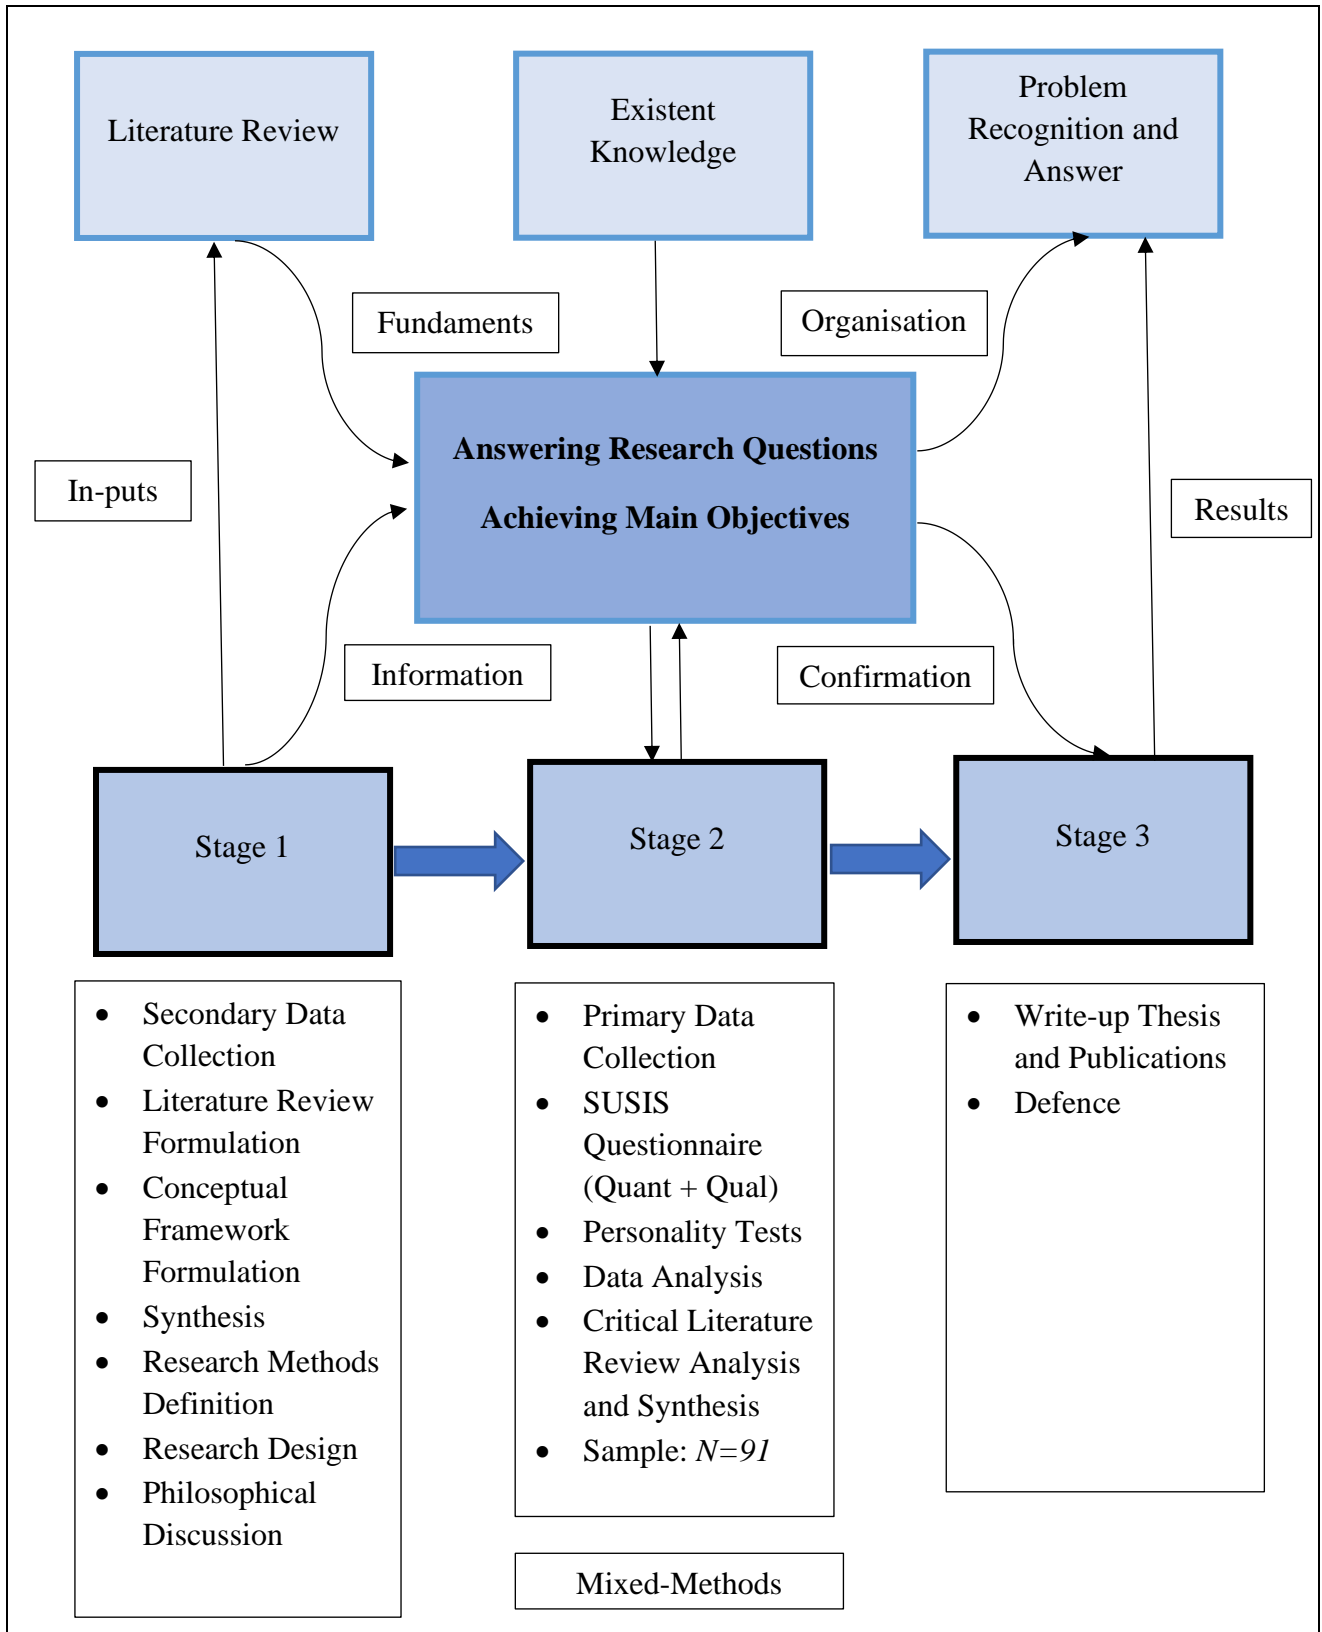 Literature Review
Existent
Knowledge
Problem
Recognition and
Answer
Fundaments
Organisation
Answering Research Questions
Achieving Main Objectives
In-puts
Results
Information
Confirmation
Stage 1
Stage 2
Stage 3
• Secondary Data
Collection
• Literature Review
Formulation
• Conceptual
Framework
Formulation
• Synthesis
• Research Methods
Definition
• Research Design
• Philosophical
Discussion
• Primary Data
Collection
• SUSIS
Questionnaire
(Quant + Qual)
• Personality Tests
• Data Analysis
• Critical Literature
Review Analysis
and Synthesis
• Sample: N=91
• Write-up Thesis
and Publications
• Defence
Mixed-Methods